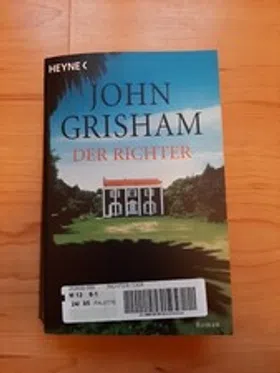 HEYNE
JOHN
GRISHAM
DER RICHTER
Roman